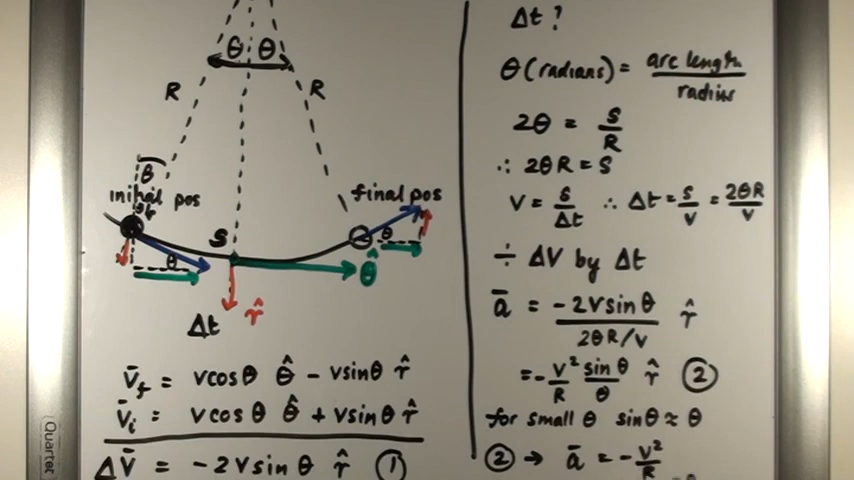 θ θ
R R
θ
initial pos
final pos
S
θ
θ
θ̂
r̂
Δt
V̄f = vcosθ θ̂ - vsinθ r̂
V̄i = vcosθ θ̂ + vsinθ r̂
ΔV̄ = -2vsinθ r̂ ①
Δt?
θ(radians) = arc length / radius
2θ = S/R
∴ 2θR = S
V = S/Δt ∴ Δt = S/V = 2θR/V
÷ ΔV by Δt
ā = -2vsinθ / 2θR/V r̂
= -V²/R sinθ/θ r̂ ②
for small θ sinθ ≈ θ
② → ā = -V²/R
Quartet